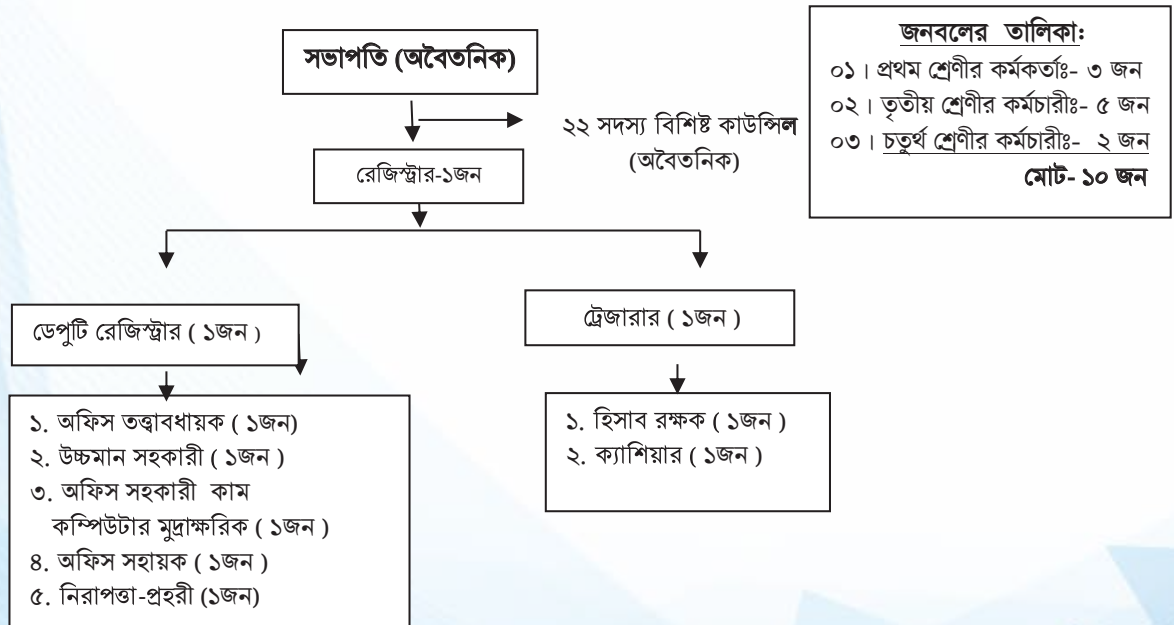 সভাপতি (অবৈতনিক)
২২ সদস্য বিশিষ্ট কাউন্সিল
(অবৈতনিক)
রেজিস্ট্রার-১জন
জনবলের তালিকা:
০১। প্রথম শ্রেণীর কর্মকর্তাঃ- ৩ জন
০২। তৃতীয় শ্রেণীর কর্মচারীঃ- ৫ জন
০৩। চতুর্থ শ্রেণীর কর্মচারীঃ- ২ জন
মোট- ১০ জন
ডেপুটি রেজিস্ট্রার ( ১জন )
ট্রেজারার ( ১জন )
১. অফিস তত্ত্বাবধায়ক ( ১জন)
২. উচ্চমান সহকারী ( ১জন )
৩. অফিস সহকারী কাম
কম্পিউটার মুদ্রাক্ষরিক ( ১জন )
৪. অফিস সহায়ক ( ১জন )
৫. নিরাপত্তা-প্রহরী (১জন)
১. হিসাব রক্ষক ( ১জন )
২. ক্যাশিয়ার ( ১জন )